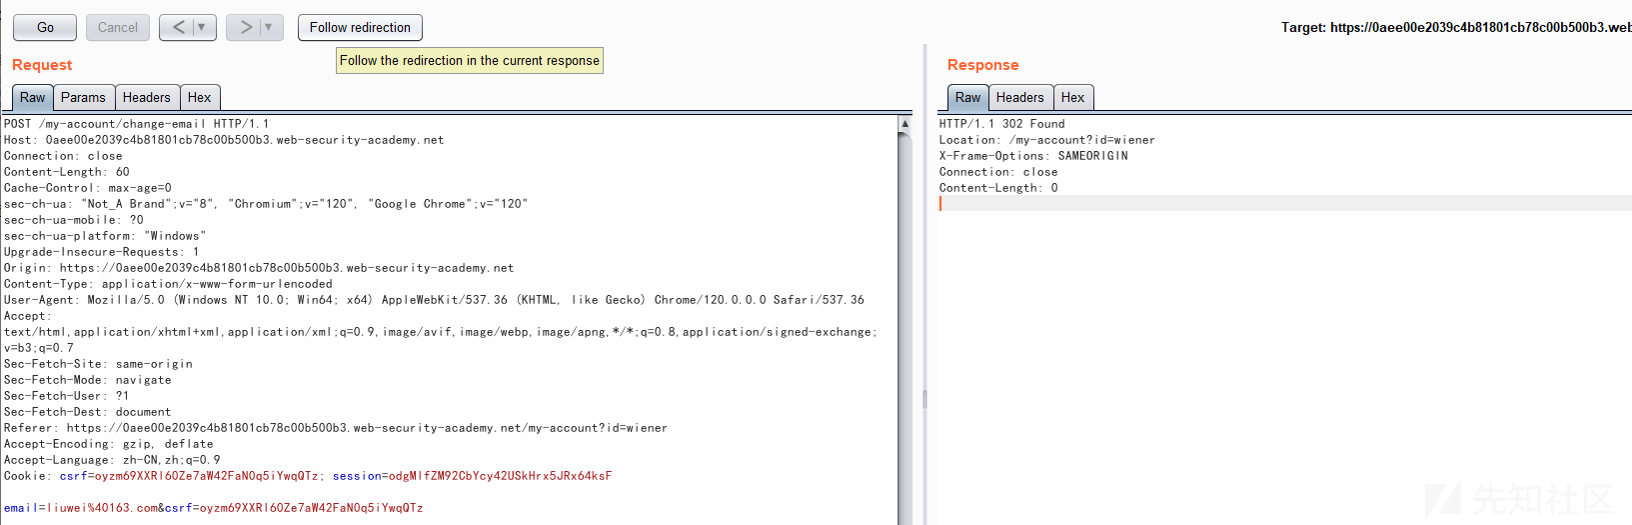 Go
Cancel
<
>
Follow redirection
Target: https://0aee00e2039c4b81801cb78c00b500b3.web
Follow the redirection in the current response
Request
Raw Params Headers Hex
POST /my-account/change-email HTTP/1.1
Host: 0aee00e2039c4b81801cb78c00b500b3.web-security-academy.net
Connection: close
Content-Length: 60
Cache-Control: max-age=0
sec-ch-ua: "Not_A Brand";v="8", "Chromium";v="120", "Google Chrome";v="120"
sec-ch-ua-mobile: ?0
sec-ch-ua-platform: "Windows"
Upgrade-Insecure-Requests: 1
Origin: https://0aee00e2039c4b81801cb78c00b500b3.web-security-academy.net
Content-Type: application/x-www-form-urlencoded
User-Agent: Mozilla/5.0 (Windows NT 10.0; Win64; x64) AppleWebKit/537.36 (KHTML, like Gecko) Chrome/120.0.0.0 Safari/537.36
Accept:
text/html,application/xhtml+xml,application/xml;q=0.9,image/avif,image/webp,image/apng,*/*;q=0.8,application/signed-exchange;
v=b3;q=0.7
Sec-Fetch-Site: same-origin
Sec-Fetch-Mode: navigate
Sec-Fetch-User: ?1
Sec-Fetch-Dest: document
Referer: https://0aee00e2039c4b81801cb78c00b500b3.web-security-academy.net/my-account?id=wiener
Accept-Encoding: gzip, deflate
Accept-Language: zh-CN,zh;q=0.9
Cookie: csrf=oyzm69XXRl60Ze7aW42FaN0q5iYwqQTz; session=odgMlfZM92CbYcy42USkHrx5JRx64ksF
email=liuwei%40163.com&csrf=oyzm69XXRl60Ze7aW42FaN0q5iYwqQTz
Response
Raw Headers Hex
HTTP/1.1 302 Found
Location: /my-account?id=wiener
X-Frame-Options: SAMEORIGIN
Connection: close
Content-Length: 0
先知社区